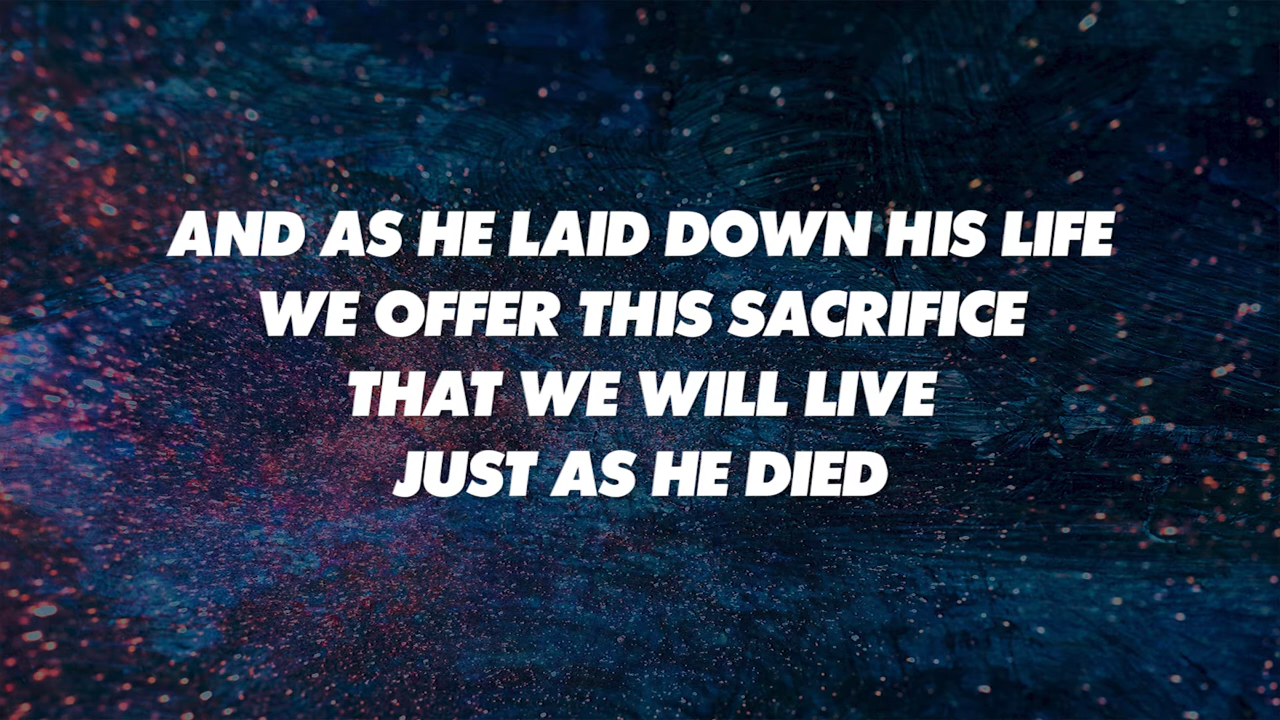 AND AS HE LAID DOWN HIS LIFE
WE OFFER THIS SACRIFICE
THAT WE WILL LIVE
JUST AS HE DIED